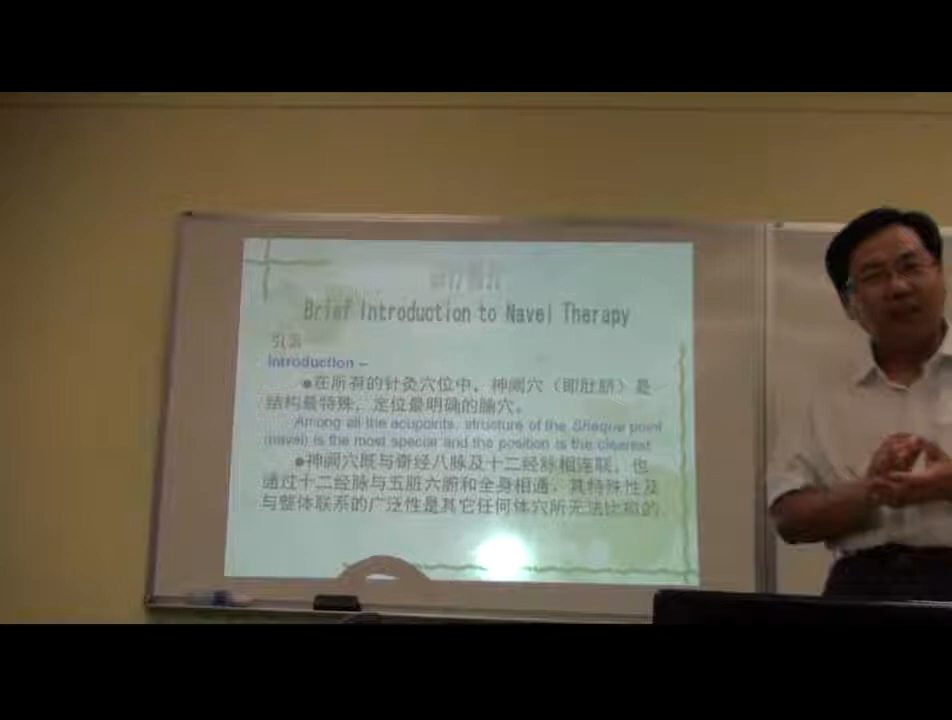 Brief Introduction to Navel Therapy
引言
Introduction –
●在所有的针灸穴位中，神阙穴（即肚脐）是
结构最特殊，定位最明确的腧穴。
Among all the acupoints, structure of the Sheque point
(navel) is the most special and the position is the clearest
●神阙穴既与奇经八脉及十二经脉相连联，也
通过十二经脉与五脏六腑和全身相通，其特殊性及
与整体联系的广泛性是其它任何体穴所无法比拟的